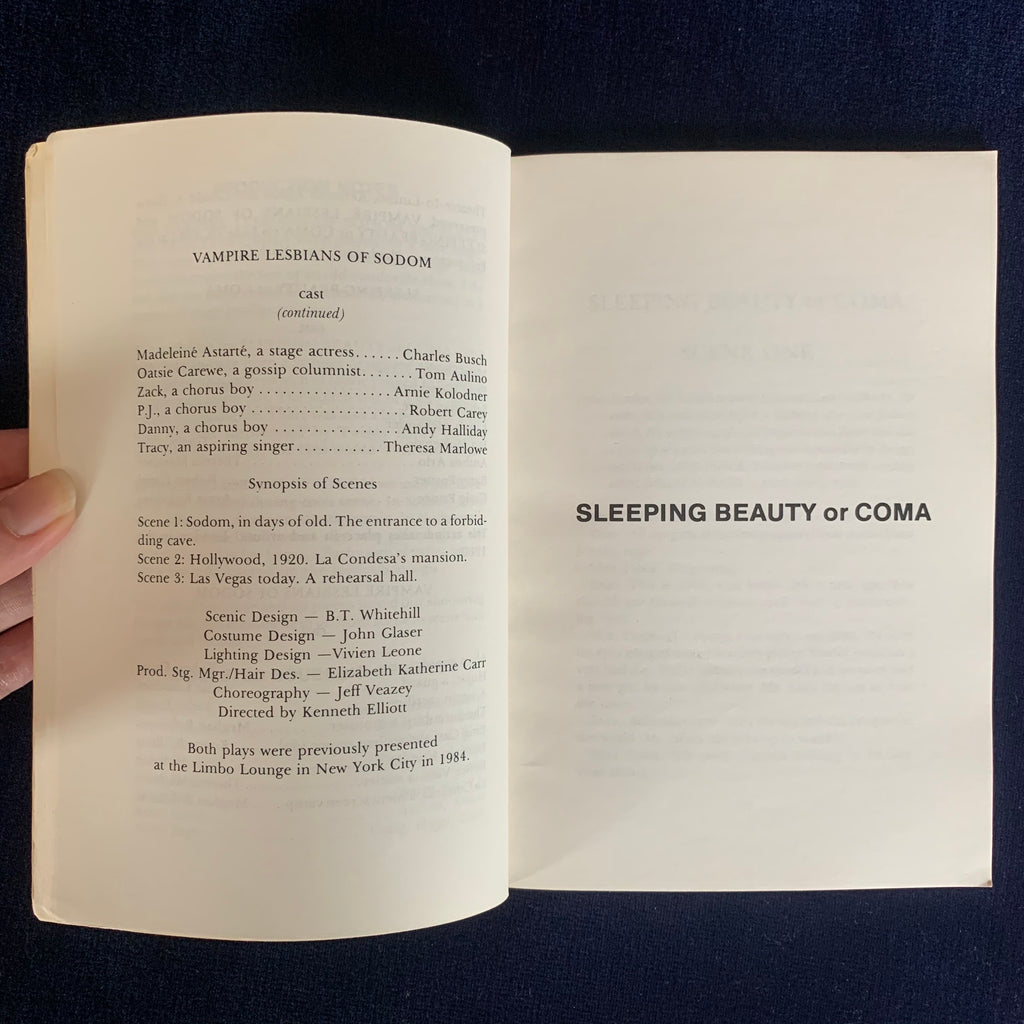 VAMPIRE LESBIANS OF SODOM
cast
(continued)
Madeleiné Astarté, a stage actress......Charles Busch
Oatsie Carewe, a gossip columnist.......Tom Aulino
Zack, a chorus boy.................Arnie Kolodner
P.J., a chorus boy....................Robert Carey
Danny, a chorus boy................Andy Halliday
Tracy, an aspiring singer...........Theresa Marlowe
Synopsis of Scenes
Scene 1: Sodom, in days of old. The entrance to a forbid-
ding cave.
Scene 2: Hollywood, 1920. La Condesa's mansion.
Scene 3: Las Vegas today. A rehearsal hall.
Scenic Design — B.T. Whitehill
Costume Design — John Glaser
Lighting Design —Vivien Leone
Prod. Stg. Mgr./Hair Des. — Elizabeth Katherine Carr
Choreography — Jeff Veazey
Directed by Kenneth Elliott
Both plays were previously presented
at the Limbo Lounge in New York City in 1984.
SLEEPING BEAUTY or COMA